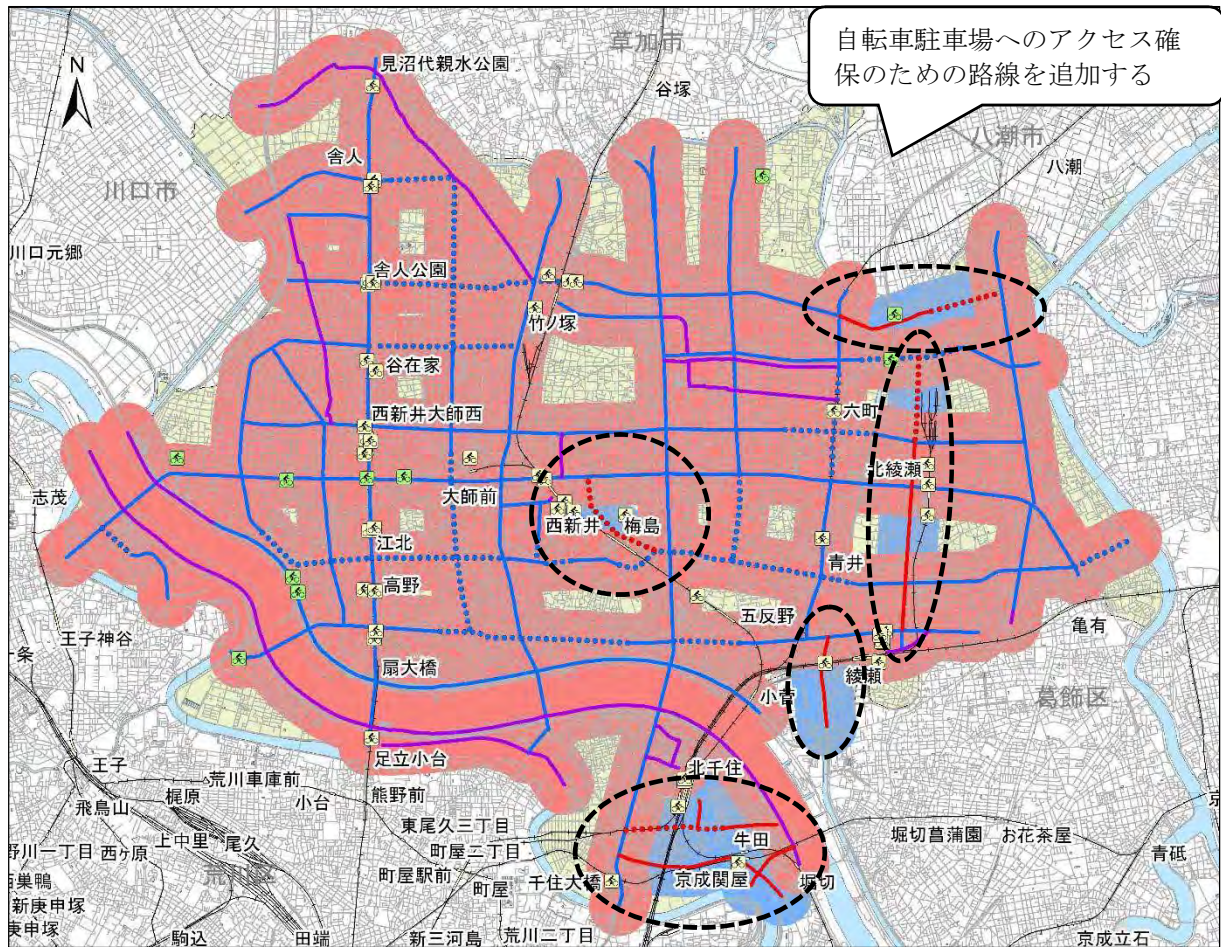 自転車駐車場へのアクセス確
保のための路線を追加する
草加市
見沼代親水公園
谷塚
N
八潮市
八潮
舎人
川口市
川口元郷
舎人公園
竹ノ塚
谷在家
六町
西新井大師西
北綾瀬
志茂
大師前
西新井
梅島
江北
青井
高野
五反野
王子神谷
亀有
扇大橋
綾瀬
小菅
葛飾区
足立小台
北千住
王子
荒川車庫前
熊野前
飛鳥山
梶原
小台
東尾久三丁目
上中里
尾久
牛田
堀切菖蒲園
お花茶屋
野川一丁目
西ヶ原
町屋二丁目
青砥
町屋駅前
町屋
千住大橋
京成関屋
堀切
新庚申塚
庚申塚
駒込
田端
新三河島
荒川二丁目
京成立石